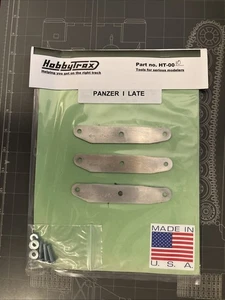 HobbyTrax
Helping you get on the right track
Part no. HT-00
Tools for serious modelers
PANZER I LATE
MADE IN
U.S.A.